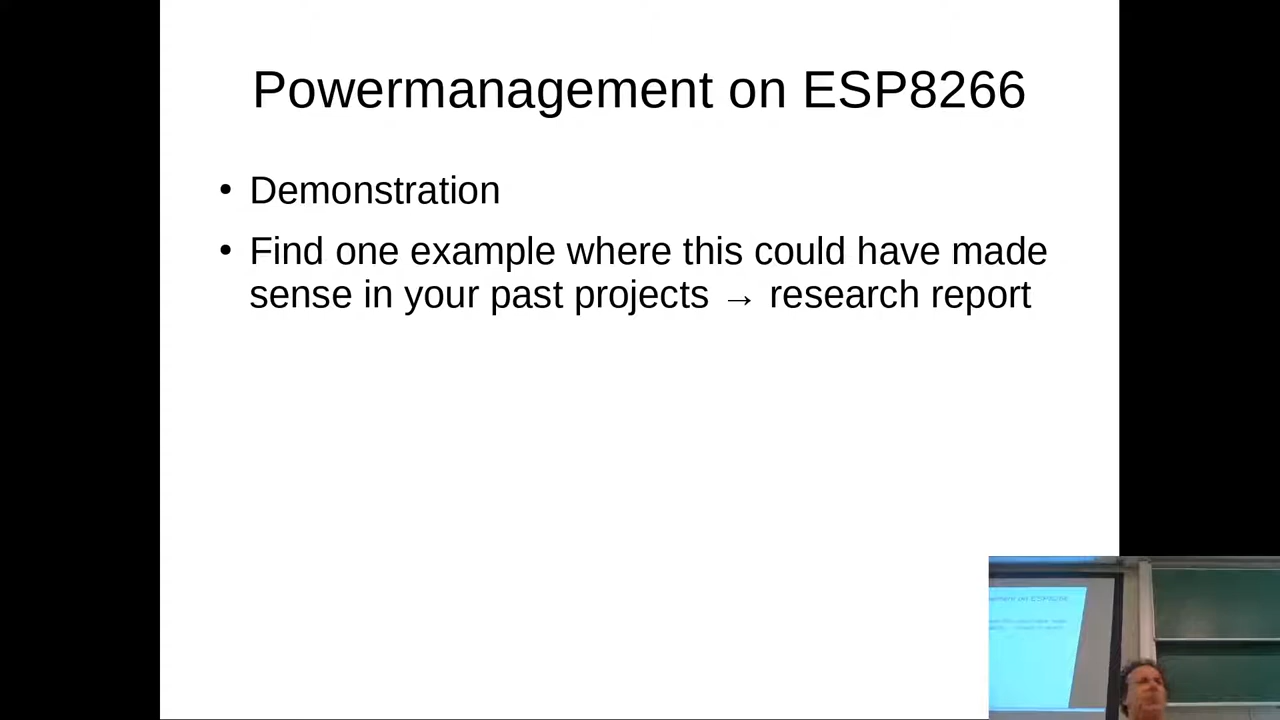 Powermanagement on ESP8266
• Demonstration
• Find one example where this could have made
sense in your past projects → research report